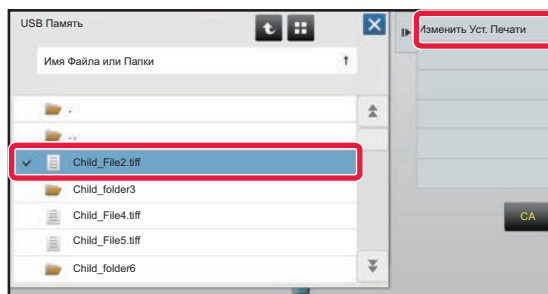 USB Память
Изменить Уст. Печати
Имя Файла или Папки
.
..
Child_File2.tiff
Child_folder3
Child_File4.tiff
Child_File5.tiff
Child_folder6
CA